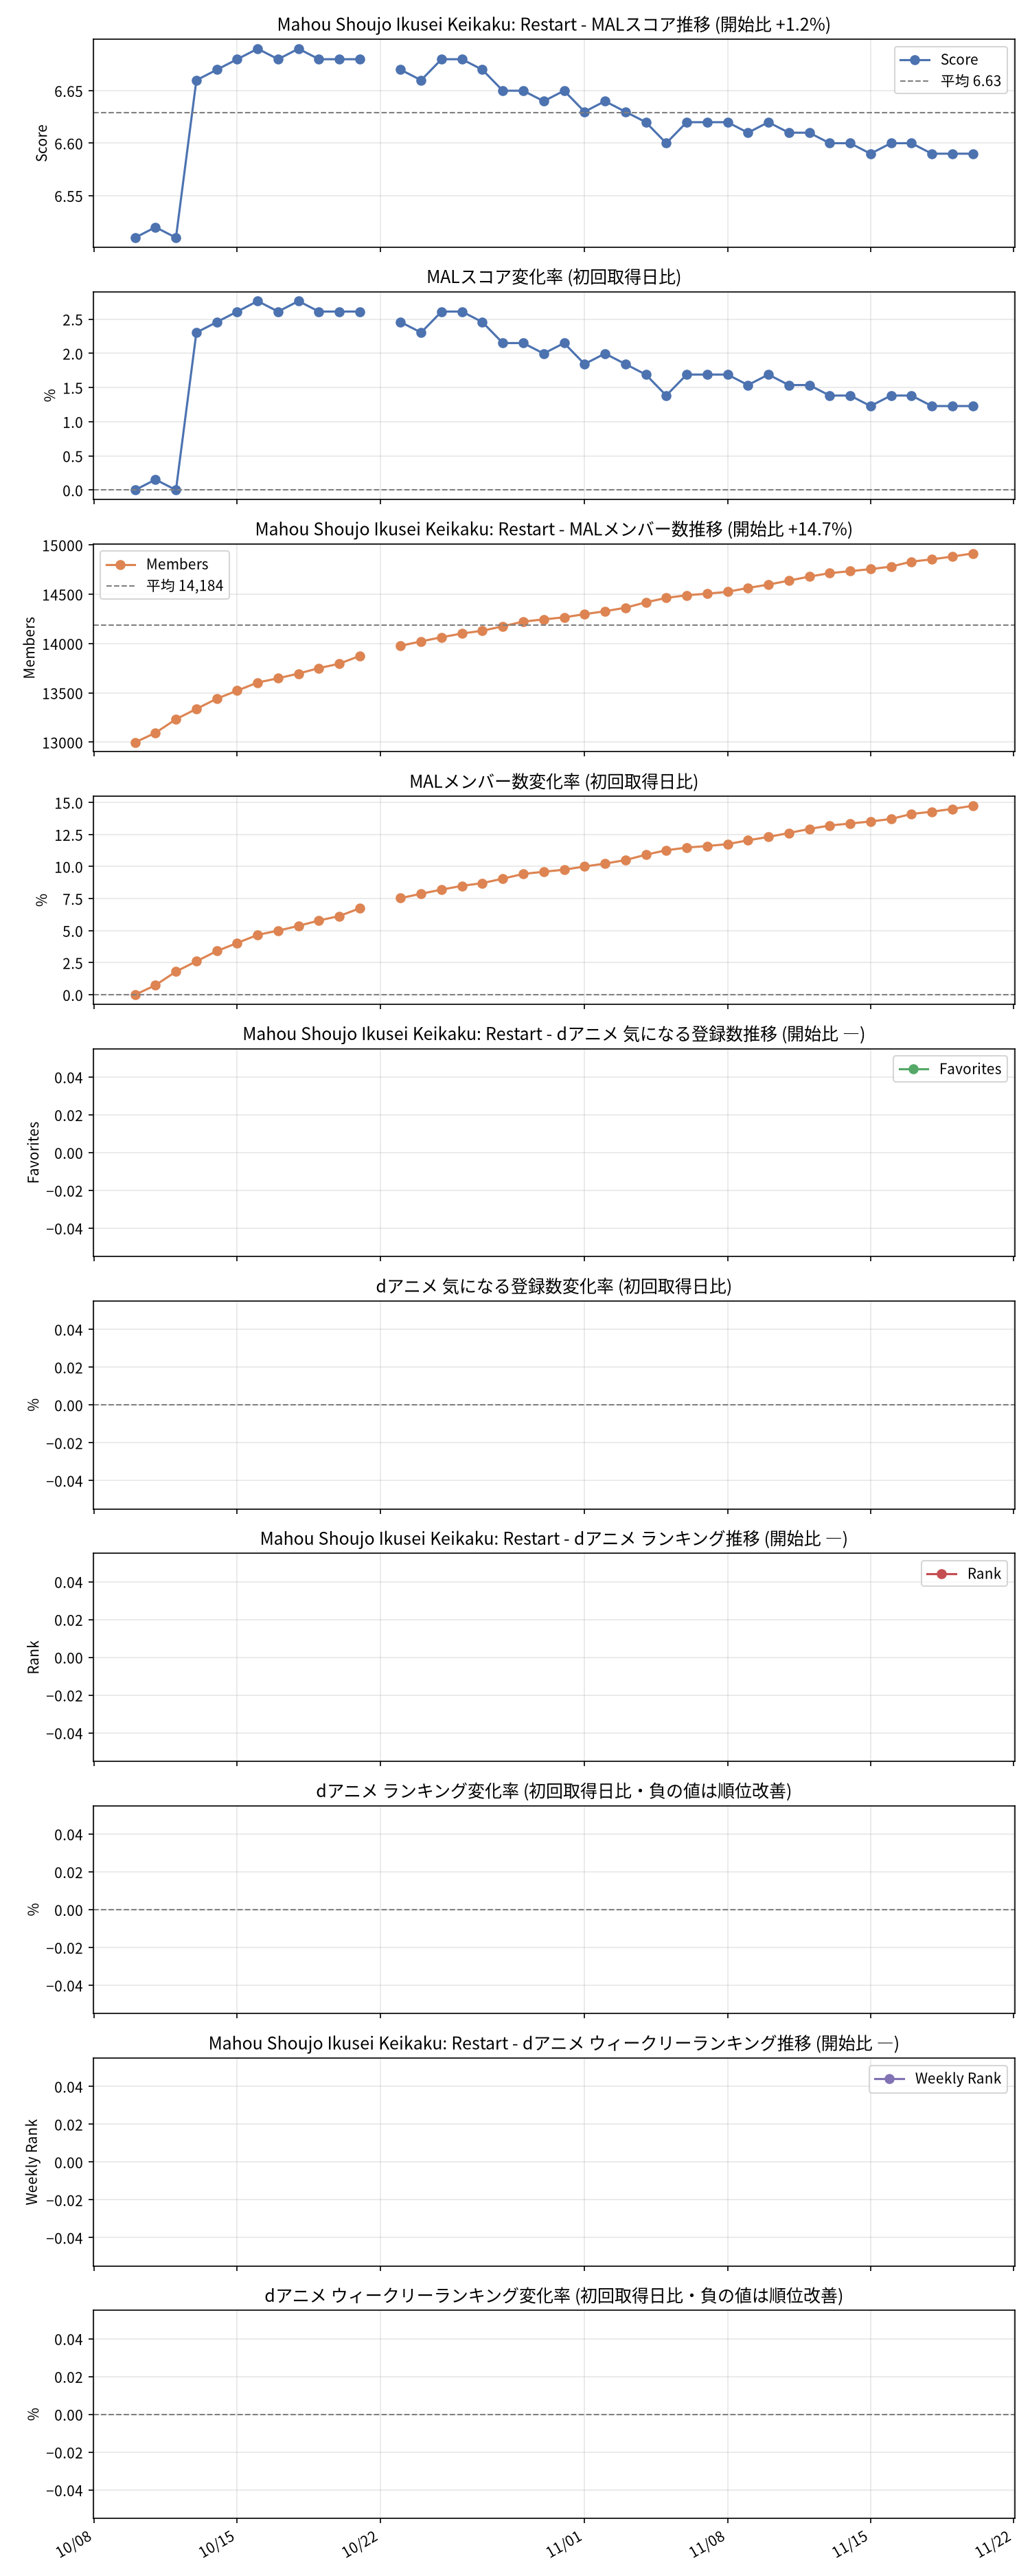 Mahou Shoujo Ikusei Keikaku: Restart - MALスコア推移 (開始比 +1.2%)
Score
6.65
6.60
6.55
Score
平均 6.63
MALスコア変化率 (初回取得日比)
%
2.5
2.0
1.5
1.0
0.5
0.0
Mahou Shoujo Ikusei Keikaku: Restart - MALメンバー数推移 (開始比 +14.7%)
Members
15000
14500
14000
13500
13000
Members
平均 14,184
MALメンバー数変化率 (初回取得日比)
%
15.0
12.5
10.0
7.5
5.0
2.5
0.0
Mahou Shoujo Ikusei Keikaku: Restart - dアニメ 気になる登録数推移 (開始比 —)
Favorites
0.04
0.02
0.00
−0.02
−0.04
Favorites
dアニメ 気になる登録数変化率 (初回取得日比)
%
0.04
0.02
0.00
−0.02
−0.04
Mahou Shoujo Ikusei Keikaku: Restart - dアニメ ランキング推移 (開始比 —)
Rank
0.04
0.02
0.00
−0.02
−0.04
Rank
dアニメ ランキング変化率 (初回取得日比・負の値は順位改善)
%
0.04
0.02
0.00
−0.02
−0.04
Mahou Shoujo Ikusei Keikaku: Restart - dアニメ ウィークリーランキング推移 (開始比 —)
Weekly Rank
0.04
0.02
0.00
−0.02
−0.04
Weekly Rank
dアニメ ウィークリーランキング変化率 (初回取得日比・負の値は順位改善)
%
0.04
0.02
0.00
−0.02
−0.04
10/08
10/15
10/22
11/01
11/08
11/15
11/22